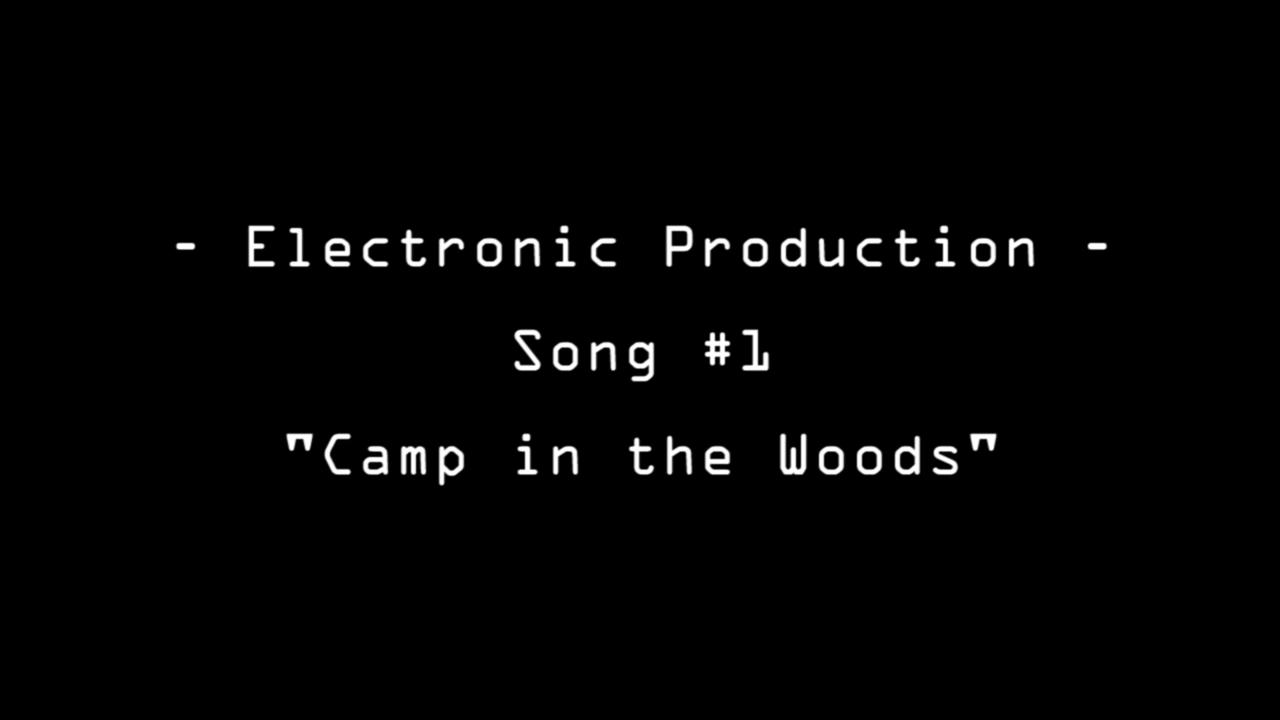 - Electronic Production -
Song #1
"Camp in the Woods"